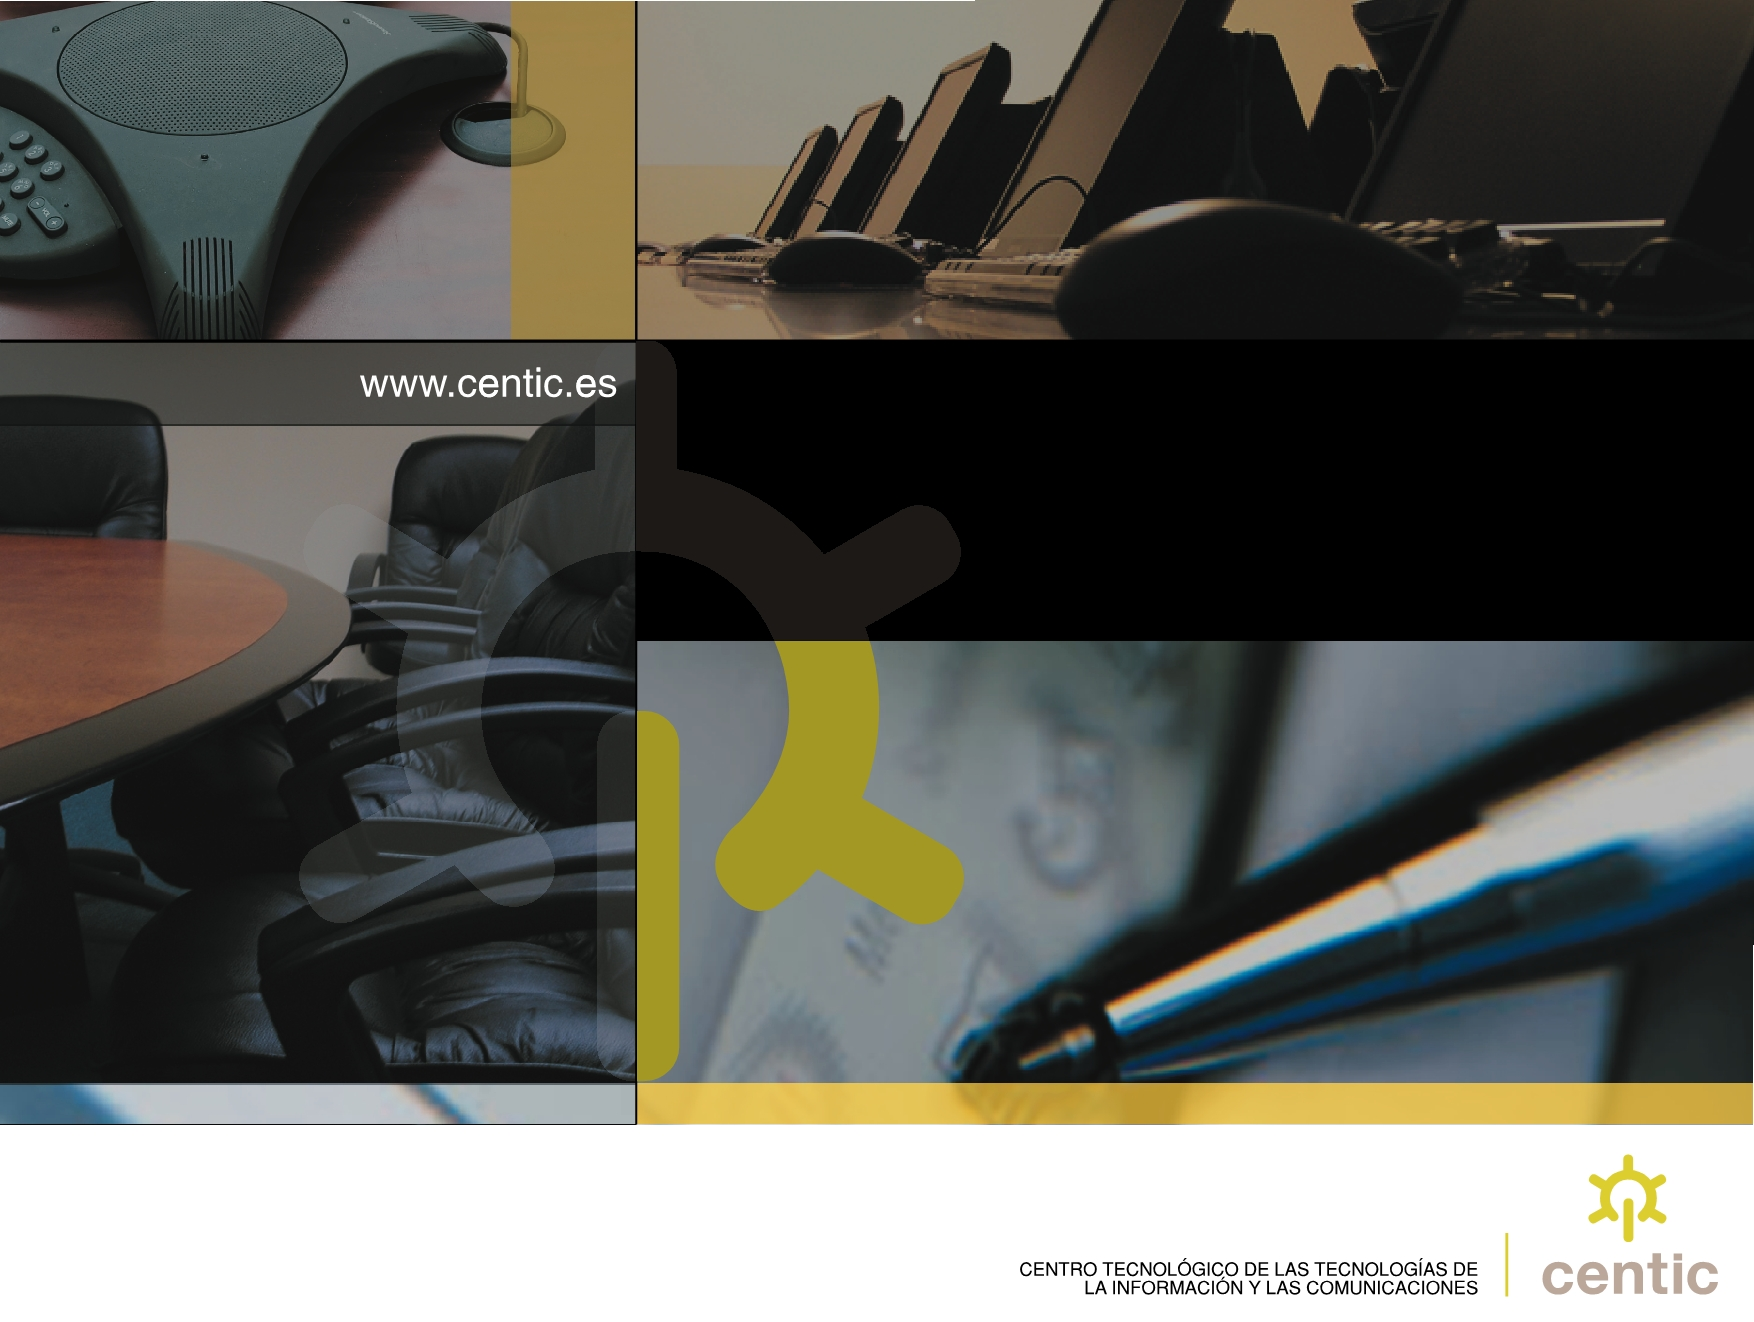 www.centic.es
CENTRO TECNOLÓGICO DE LAS TECNOLOGÍAS DE
LA INFORMACIÓN Y LAS COMUNICACIONES
centic